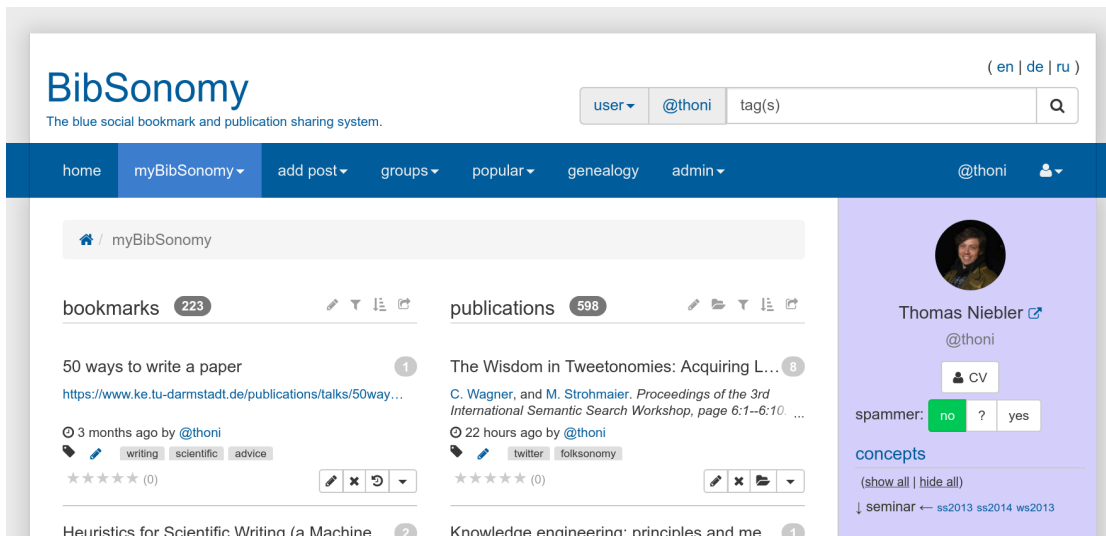 ( en | de | ru )
BibSonomy
The blue social bookmark and publication sharing system.
user @thoni tag(s)
home myBibSonomy add post groups popular genealogy admin @thoni
/ myBibSonomy
bookmarks 223
publications 598
50 ways to write a paper 1
https://www.ke.tu-darmstadt.de/publications/talks/50way…
3 months ago by @thoni
writing scientific advice
(0)
Heuristics for Scientific Writing (a Machine 2
The Wisdom in Tweetonomies: Acquiring L… 8
C. Wagner, and M. Strohmaier. Proceedings of the 3rd
International Semantic Search Workshop, page 6:1--6:10. ...
22 hours ago by @thoni
twitter folksonomy
(0)
Knowledge engineering: principles and me 1
Thomas Niebler
@thoni
CV
spammer: no ? yes
concepts
(show all | hide all)
↓ seminar ← ss2013 ss2014 ws2013